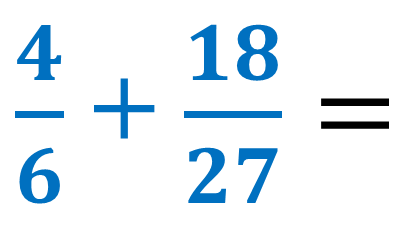 4/6 + 18/27 =